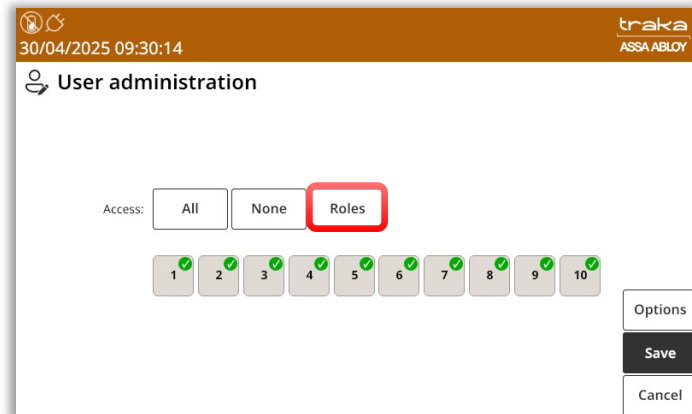 traka
30/04/2025 09:30:14
ASSA ABLOY
User administration
Access: All None Roles
1 2 3 4 5 6 7 8 9 10
Options
Save
Cancel